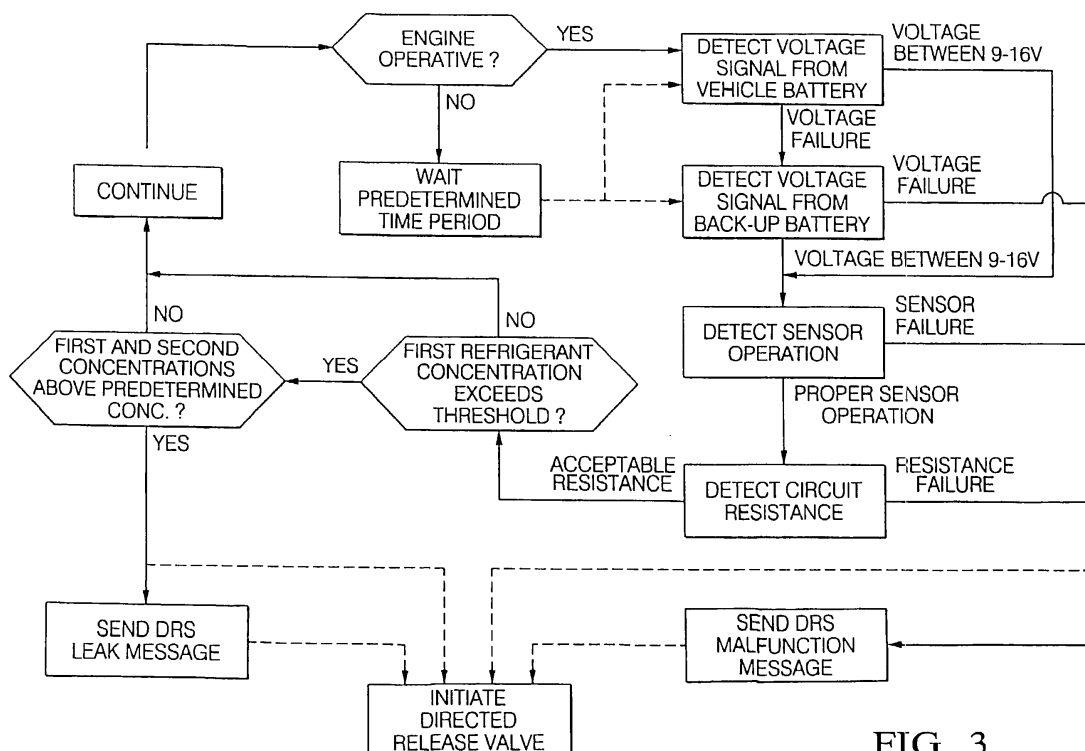 ENGINE
OPERATIVE ?
YES
NO
DETECT VOLTAGE
SIGNAL FROM
VEHICLE BATTERY
VOLTAGE
BETWEEN 9-16V
VOLTAGE
FAILURE
CONTINUE
WAIT
PREDETERMINED
TIME PERIOD
DETECT VOLTAGE
SIGNAL FROM
BACK-UP BATTERY
VOLTAGE
FAILURE
VOLTAGE BETWEEN 9-16V
NO
FIRST AND SECOND
CONCENTRATIONS
ABOVE PREDETERMINED
CONC. ?
YES
YES
NO
FIRST REFRIGERANT
CONCENTRATION
EXCEEDS
THRESHOLD ?
DETECT SENSOR
OPERATION
SENSOR
FAILURE
PROPER SENSOR
OPERATION
ACCEPTABLE
RESISTANCE
DETECT CIRCUIT
RESISTANCE
RESISTANCE
FAILURE
SEND DRS
LEAK MESSAGE
SEND DRS
MALFUNCTION
MESSAGE
INITIATE
DIRECTED
RELEASE VALVE
FIG. 3